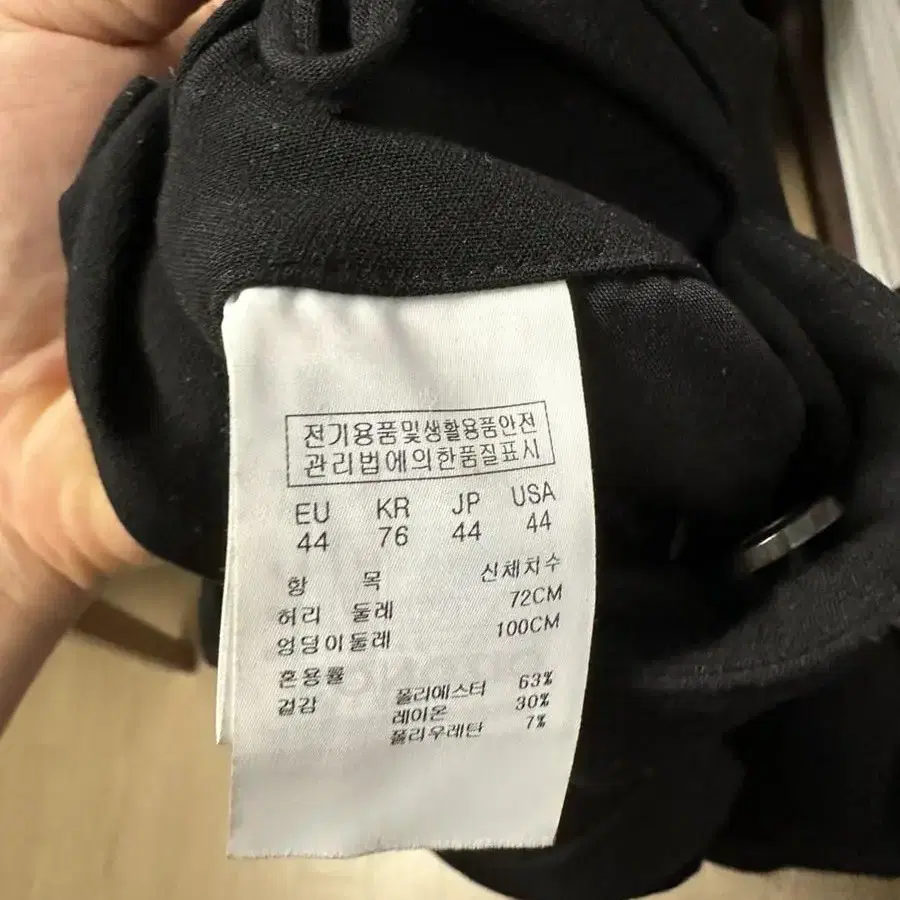 전기용품및생활용품안전
관리법에의한품질표시
EU KR JP USA
44 76 44 44
항 목 신체치수
허리 둘레 72CM
엉덩이둘레 100CM
혼용률
겉감 폴리에스터 63%
레이온 30%
폴리우레탄 7%